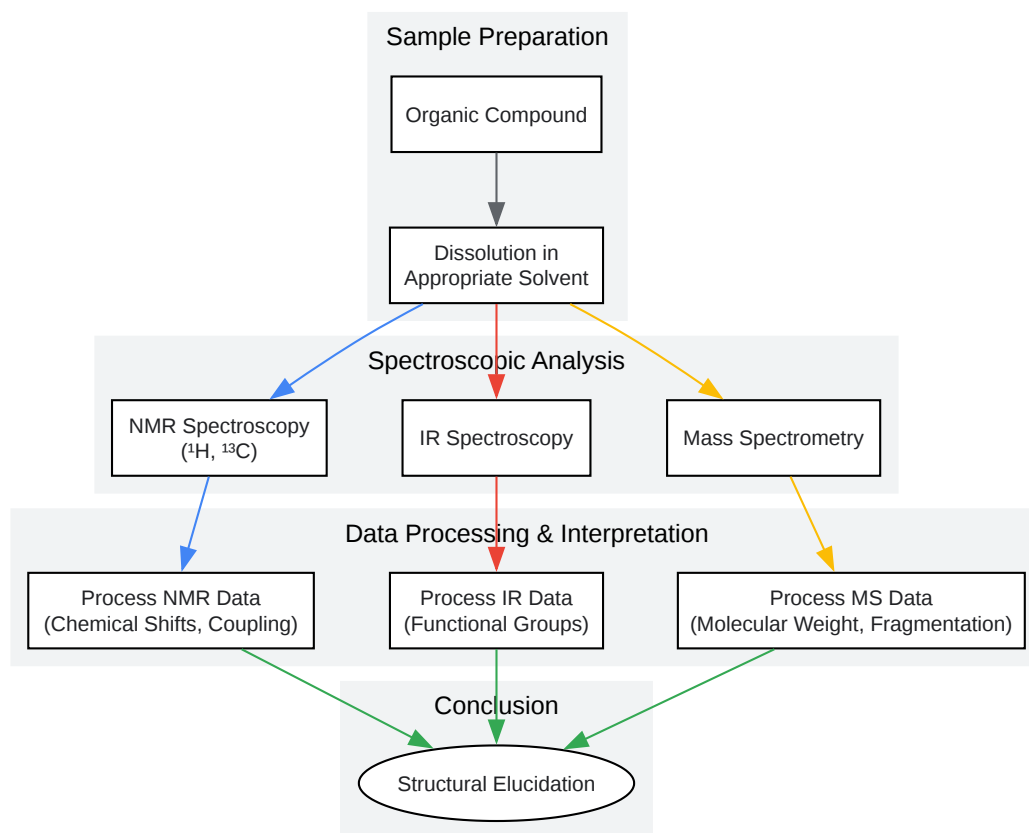 Sample Preparation
Organic Compound
Dissolution in
Appropriate Solvent
Spectroscopic Analysis
NMR Spectroscopy
(¹H, ¹³C)
IR Spectroscopy
Mass Spectrometry
Data Processing & Interpretation
Process NMR Data
(Chemical Shifts, Coupling)
Process IR Data
(Functional Groups)
Process MS Data
(Molecular Weight, Fragmentation)
Conclusion
Structural Elucidation